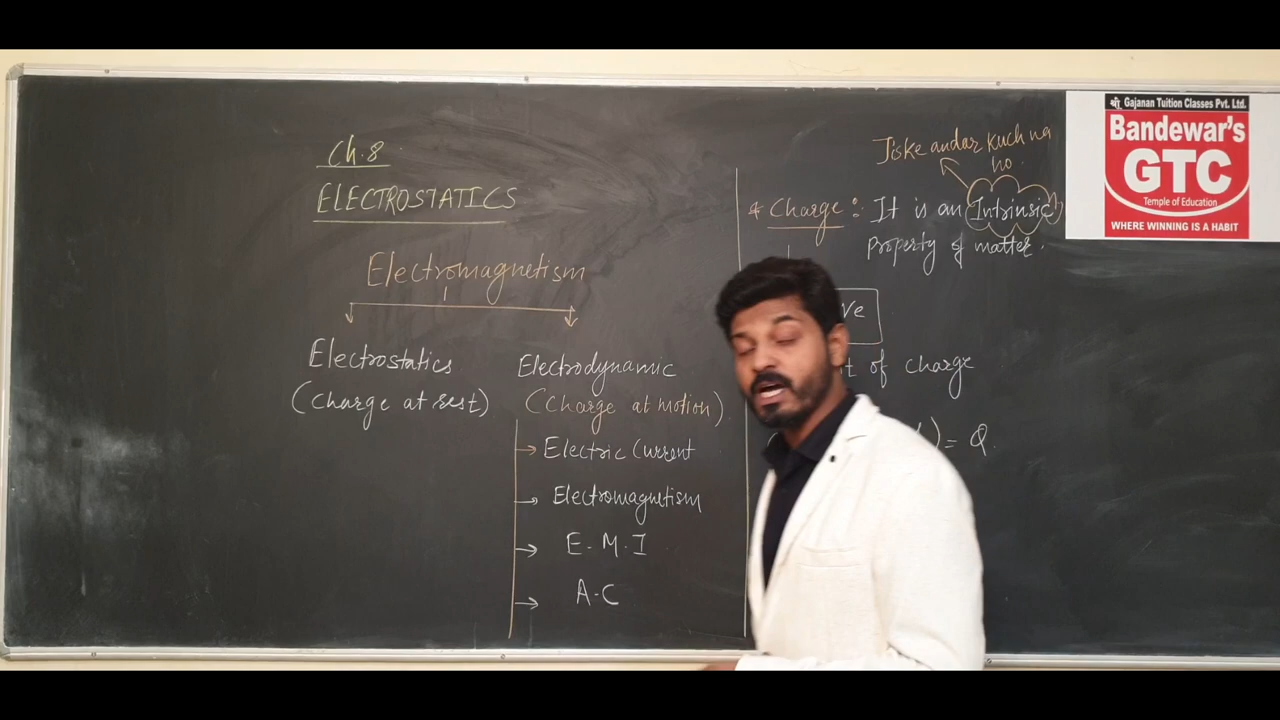 Ch.8
ELECTROSTATICS
Electromagnetism
Electrostatics
(Charge at rest)
Electrodynamic
(Charge at motion)
Electric Current
Electromagnetism
E.M.I
A.C
Jiske andar kuch na
ho.
* Charge: It is an Intrinsic
property of matter.
ve
of charge
) = Q.
श्री Gajanan Tuition Classes Pvt. Ltd.
Bandewar's
GTC
Temple of Education
WHERE WINNING IS A HABIT